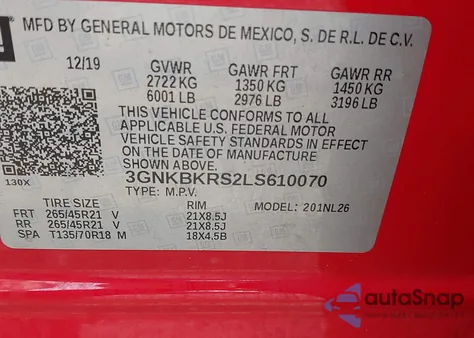 GM
MFD BY GENERAL MOTORS DE MEXICO, S. DE R.L. DE C.V.
12/19 GVWR GAWR FRT GAWR RR
2722 KG 1350 KG 1450 KG
6001 LB 2976 LB 3196 LB
THIS VEHICLE CONFORMS TO ALL
APPLICABLE U.S. FEDERAL MOTOR
VEHICLE SAFETY STANDARDS IN EFFECT
ON THE DATE OF MANUFACTURE
SHOWN ABOVE.
3GNKBKRS2LS610070
130X TYPE: M.P.V. MODEL: 201NL26
TIRE SIZE RIM
FRT 265/45R21 V 21X8.5J
RR 265/45R21 V 21X8.5J
SPA T135/70R18 M 18X4.5B
autoSnap